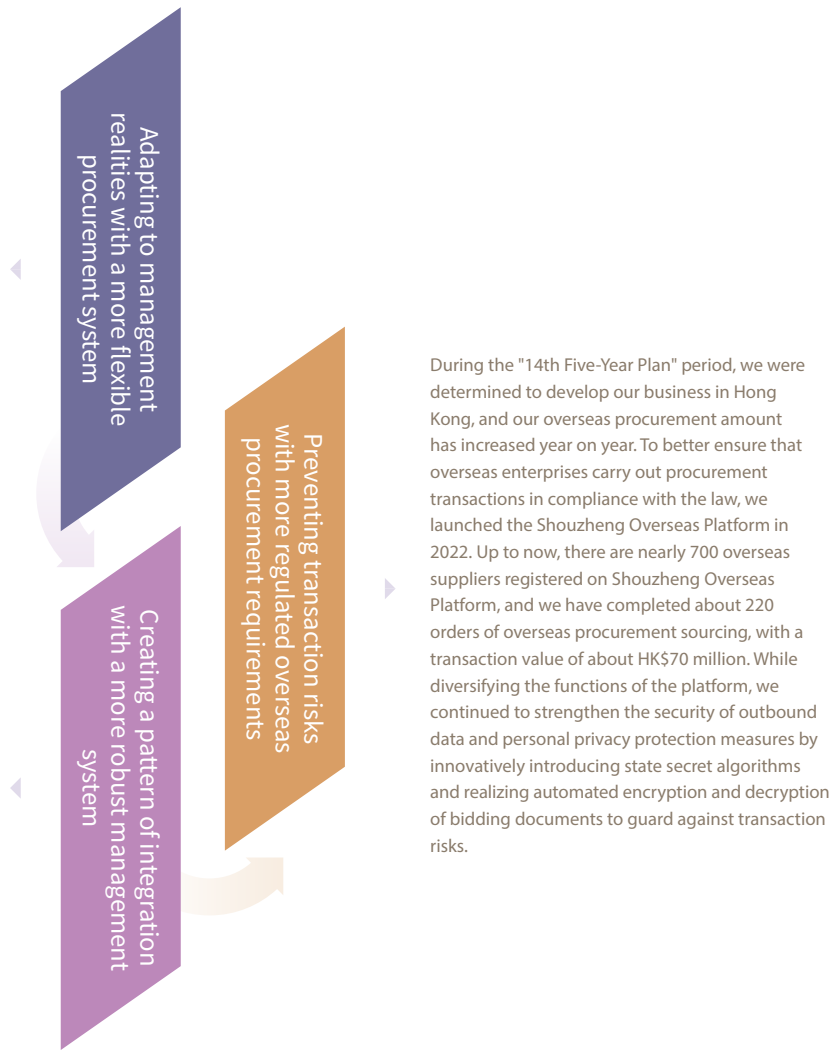 Adapting to management
realities with a more flexible
procurement system
Creating a pattern of integration
with a more robust management
system
Preventing transaction risks
with more regulated overseas
procurement requirements
During the "14th Five-Year Plan" period, we were
determined to develop our business in Hong
Kong, and our overseas procurement amount
has increased year on year. To better ensure that
overseas enterprises carry out procurement
transactions in compliance with the law, we
launched the Shouzheng Overseas Platform in
2022. Up to now, there are nearly 700 overseas
suppliers registered on Shouzheng Overseas
Platform, and we have completed about 220
orders of overseas procurement sourcing, with a
transaction value of about HK$70 million. While
diversifying the functions of the platform, we
continued to strengthen the security of outbound
data and personal privacy protection measures by
innovatively introducing state secret algorithms
and realizing automated encryption and decryption
of bidding documents to guard against transaction
risks.